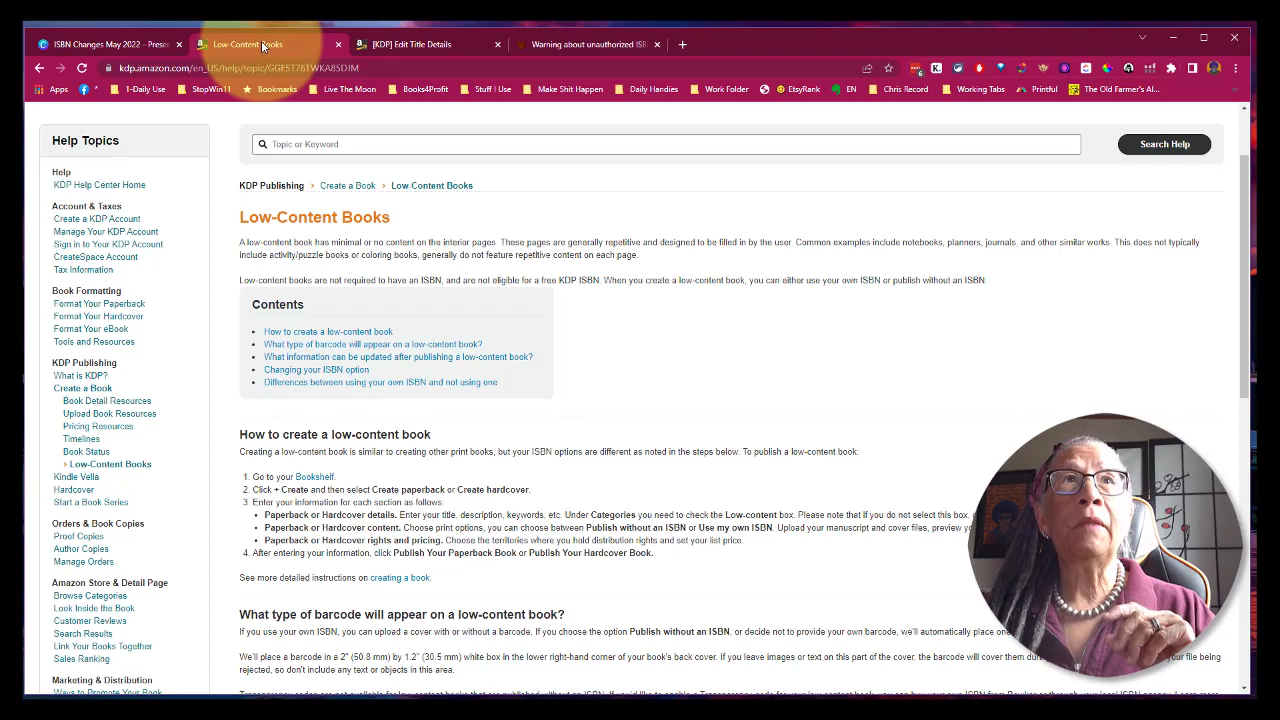 ISBN Changes May 2022 - Prese
Low-Content Books
[KDP] Edit Title Details
Warning about unauthorized ISB
kdp.amazon.com/en_US/help/topic/GGE5T76TWKA85DJM
Apps
1-Daily Use
StopWin11
Bookmarks
Live The Moon
Books4Profit
Stuff I Use
Make Shit Happen
Daily Handies
Work Folder
EtsyRank
EN
Chris Record
Working Tabs
Printful
The Old Farmer's Al...
Help Topics
Topic or Keyword
Search Help
Help
KDP Help Center Home
Account & Taxes
Create a KDP Account
Manage Your KDP Account
Sign in to Your KDP Account
CreateSpace Account
Tax Information
Book Formatting
Format Your Paperback
Format Your Hardcover
Format Your eBook
Tools and Resources
KDP Publishing
What is KDP?
Create a Book
Book Detail Resources
Upload Book Resources
Pricing Resources
Timelines
Book Status
> Low-Content Books
Kindle Vella
Hardcover
Start a Book Series
Orders & Book Copies
Proof Copies
Author Copies
Manage Orders
Amazon Store & Detail Page
Browse Categories
Look Inside the Book
Customer Reviews
Search Results
Link Your Books Together
Sales Ranking
Marketing & Distribution
Ways to Promote Your Book
KDP Publishing > Create a Book > Low-Content Books
Low-Content Books
A low-content book has minimal or no content on the interior pages. These pages are generally repetitive and designed to be filled in by the user. Common examples include notebooks, planners, journals, and other similar works. This does not typically
include activity/puzzle books or coloring books, generally do not feature repetitive content on each page.
Low-content books are not required to have an ISBN, and are not eligible for a free KDP ISBN. When you create a low-content book, you can either use your own ISBN or publish without an ISBN.
Contents
• How to create a low-content book
• What type of barcode will appear on a low-content book?
• What information can be updated after publishing a low-content book?
• Changing your ISBN option
• Differences between using your own ISBN and not using one
How to create a low-content book
Creating a low-content book is similar to creating other print books, but your ISBN options are different as noted in the steps below. To publish a low-content book:
1. Go to your Bookshelf.
2. Click + Create and then select Create paperback or Create hardcover.
3. Enter your information for each section as follows:
• Paperback or Hardcover details. Enter your title, description, keywords, etc. Under Categories you need to check the Low-content box. Please note that if you do not select this box,
• Paperback or Hardcover content. Choose print options, you can choose between Publish without an ISBN or Use my own ISBN. Upload your manuscript and cover files, preview
• Paperback or Hardcover rights and pricing. Choose the territories where you hold distribution rights and set your list price.
4. After entering your information, click Publish Your Paperback Book or Publish Your Hardcover Book.
See more detailed instructions on creating a book.
What type of barcode will appear on a low-content book?
If you use your own ISBN, you can upload a cover with or without a barcode. If you choose the option Publish without an ISBN, or decide not to provide your own barcode, we'll automatically place
We'll place a barcode in a 2" (50.8 mm) by 1.2" (30.5 mm) white box in the lower right-hand corner of your book's back cover. If you leave images or text on this part of the cover, the barcode will cover them file being
rejected, so don't include any text or objects in this area.